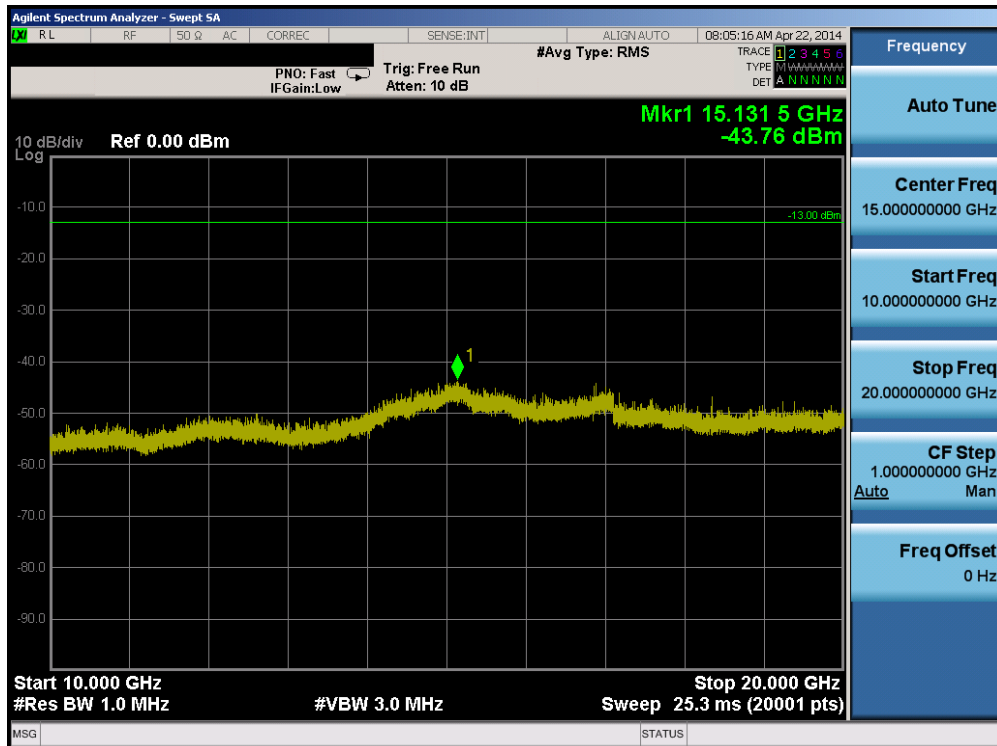 Agilent Spectrum Analyzer - Swept SA
LXI RL RF 50 Ω AC CORREC SENSE:INT ALIGN AUTO 08:05:16 AM Apr 22, 2014
#Avg Type: RMS
TRACE 1 2 3 4 5 6
PNO: Fast Trig: Free Run
TYPE M W W W W W
IFGain:Low Atten: 10 dB
DET A N N N N N
Mkr1 15.131 5 GHz
-43.76 dBm
10 dB/div Ref 0.00 dBm
Log
-10.0
-13.00 dBm
-20.0
-30.0
-40.0
1
-50.0
-60.0
-70.0
-80.0
-90.0
Start 10.000 GHz Stop 20.000 GHz
#Res BW 1.0 MHz #VBW 3.0 MHz Sweep 25.3 ms (20001 pts)
MSG STATUS
Frequency
Auto Tune
Center Freq
15.000000000 GHz
Start Freq
10.000000000 GHz
Stop Freq
20.000000000 GHz
CF Step
1.000000000 GHz
Auto Man
Freq Offset
0 Hz